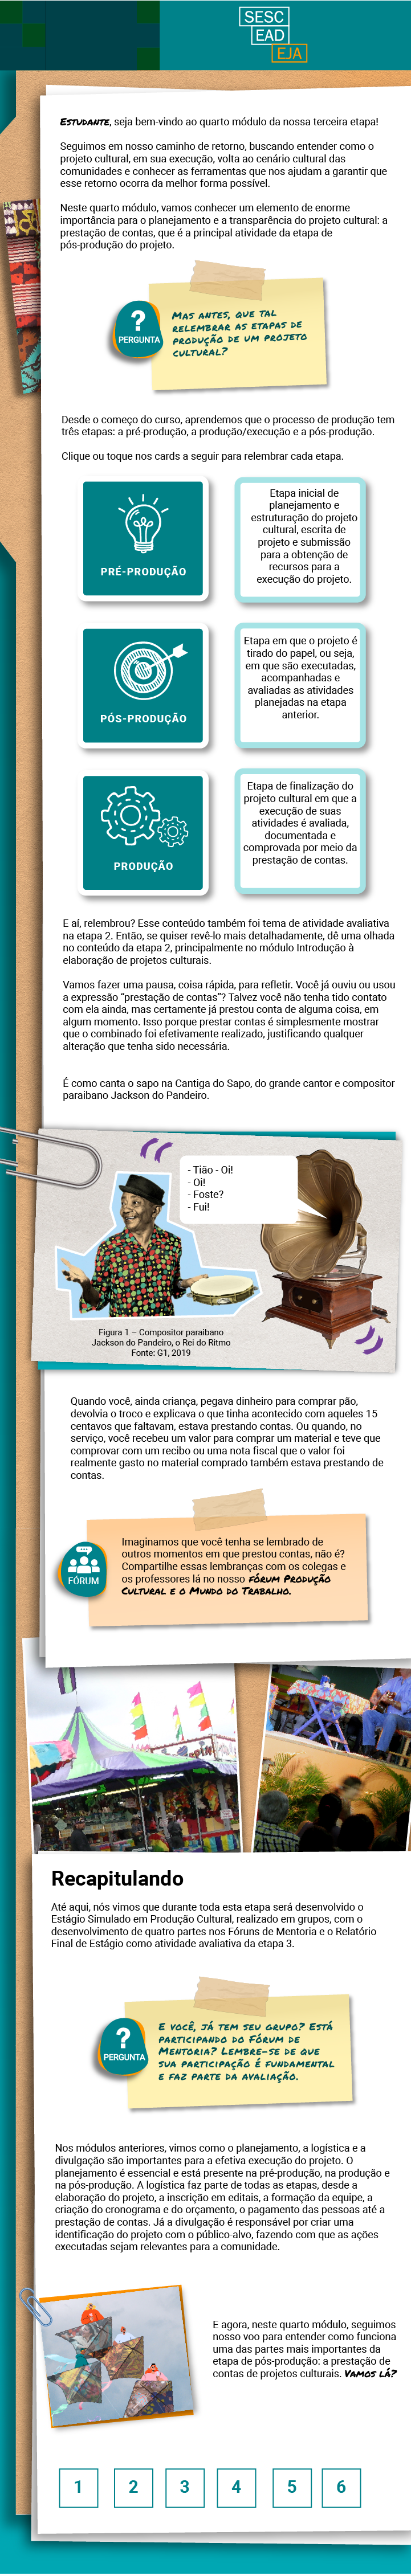 SESC
EAD
EJA
Estudante, seja bem-vindo ao quarto módulo da nossa terceira etapa!
Seguimos em nosso caminho de retorno, buscando entender como o
projeto cultural, em sua execução, volta ao cenário cultural das
comunidades e conhecer as ferramentas que nos ajudam a garantir que
esse retorno ocorra da melhor forma possível.
Neste quarto módulo, vamos conhecer um elemento de enorme
importância para o planejamento e a transparência do projeto cultural: a
prestação de contas, que é a principal atividade da etapa de
pós-produção do projeto.
?
PERGUNTA
Mas antes, que tal
relembrar as etapas de
produção de um projeto
cultural?
Desde o começo do curso, aprendemos que o processo de produção tem
três etapas: a pré-produção, a produção/execução e a pós-produção.
Clique ou toque nos cards a seguir para relembrar cada etapa.
PRÉ-PRODUÇÃO
Etapa inicial de
planejamento e
estruturação do projeto
cultural, escrita de
projeto e submissão
para a obtenção de
recursos para a
execução do projeto.
PÓS-PRODUÇÃO
Etapa em que o projeto é
tirado do papel, ou seja,
em que são executadas,
acompanhadas e
avaliadas as atividades
planejadas na etapa
anterior.
PRODUÇÃO
Etapa de finalização do
projeto cultural em que a
execução de suas
atividades é avaliada,
documentada e
comprovada por meio da
prestação de contas.
E aí, relembrou? Esse conteúdo também foi tema de atividade avaliativa
na etapa 2. Então, se quiser revê-lo mais detalhadamente, dê uma olhada
no conteúdo da etapa 2, principalmente no módulo Introdução à
elaboração de projetos culturais.
Vamos fazer uma pausa, coisa rápida, para refletir. Você já ouviu ou usou
a expressão "prestação de contas"? Talvez você não tenha tido contato
com ela ainda, mas certamente já prestou conta de alguma coisa, em
algum momento. Isso porque prestar contas é simplesmente mostrar
que o combinado foi efetivamente realizado, justificando qualquer
alteração que tenha sido necessária.
É como canta o sapo na Cantiga do Sapo, do grande cantor e compositor
paraibano Jackson do Pandeiro.
- Tião - Oi!
- Oi!
- Foste?
- Fui!
Figura 1 – Compositor paraibano
Jackson do Pandeiro, o Rei do Ritmo
Fonte: G1, 2019
Quando você, ainda criança, pegava dinheiro para comprar pão,
devolvia o troco e explicava o que tinha acontecido com aqueles 15
centavos que faltavam, estava prestando contas. Ou quando, no
serviço, você recebeu um valor para comprar um material e teve que
comprovar com um recibo ou uma nota fiscal que o valor foi
realmente gasto no material comprado também estava prestando de
contas.
FÓRUM
Imaginamos que você tenha se lembrado de
outros momentos em que prestou contas, não é?
Compartilhe essas lembranças com os colegas e
os professores lá no nosso fórum Produção
Cultural e o Mundo do Trabalho.
Recapitulando
Até aqui, nós vimos que durante toda esta etapa será desenvolvido o
Estágio Simulado em Produção Cultural, realizado em grupos, com o
desenvolvimento de quatro partes nos Fóruns de Mentoria e o Relatório
Final de Estágio como atividade avaliativa da etapa 3.
?
PERGUNTA
E você, já tem seu grupo? Está
participando do Fórum de
Mentoria? Lembre-se de que
sua participação é fundamental
e faz parte da avaliação.
Nos módulos anteriores, vimos como o planejamento, a logística e a
divulgação são importantes para a efetiva execução do projeto. O
planejamento é essencial e está presente na pré-produção, na produção e
na pós-produção. A logística faz parte de todas as etapas, desde a
elaboração do projeto, a inscrição em editais, a formação da equipe, a
criação do cronograma e do orçamento, o pagamento das pessoas até a
prestação de contas. Já a divulgação é responsável por criar uma
identificação do projeto com o público-alvo, fazendo com que as ações
executadas sejam relevantes para a comunidade.
E agora, neste quarto módulo, seguimos
nosso voo para entender como funciona
uma das partes mais importantes da
etapa de pós-produção: a prestação de
contas de projetos culturais. Vamos lá?
1 2 3 4 5 6